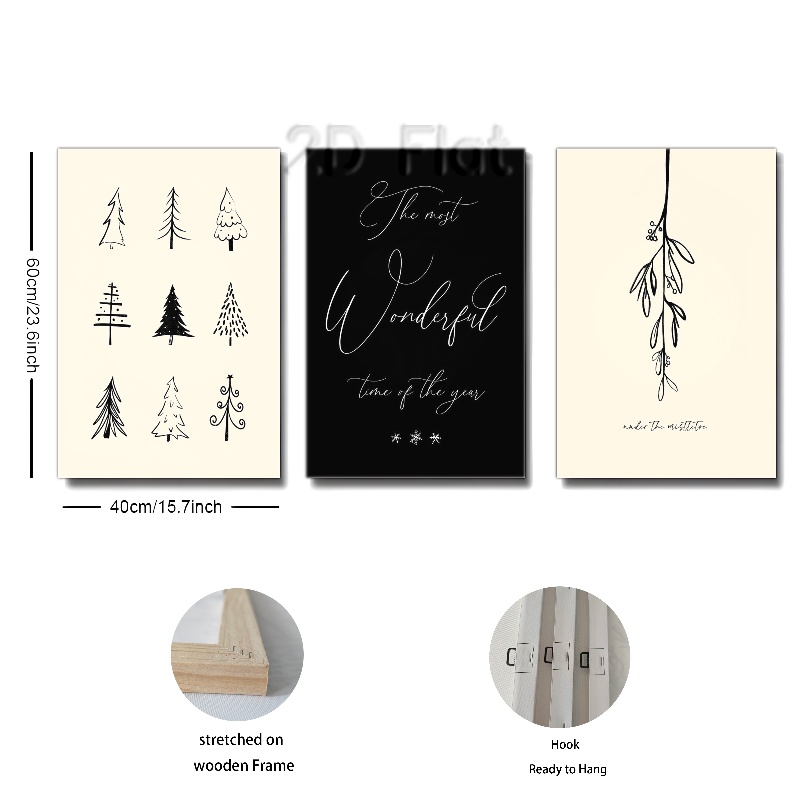 2D Flat
The most
Wonderful
time of the year
under the mistletoe
60cm/23.6inch
40cm/15.7inch
stretched on
wooden Frame
Hook
Ready to Hang